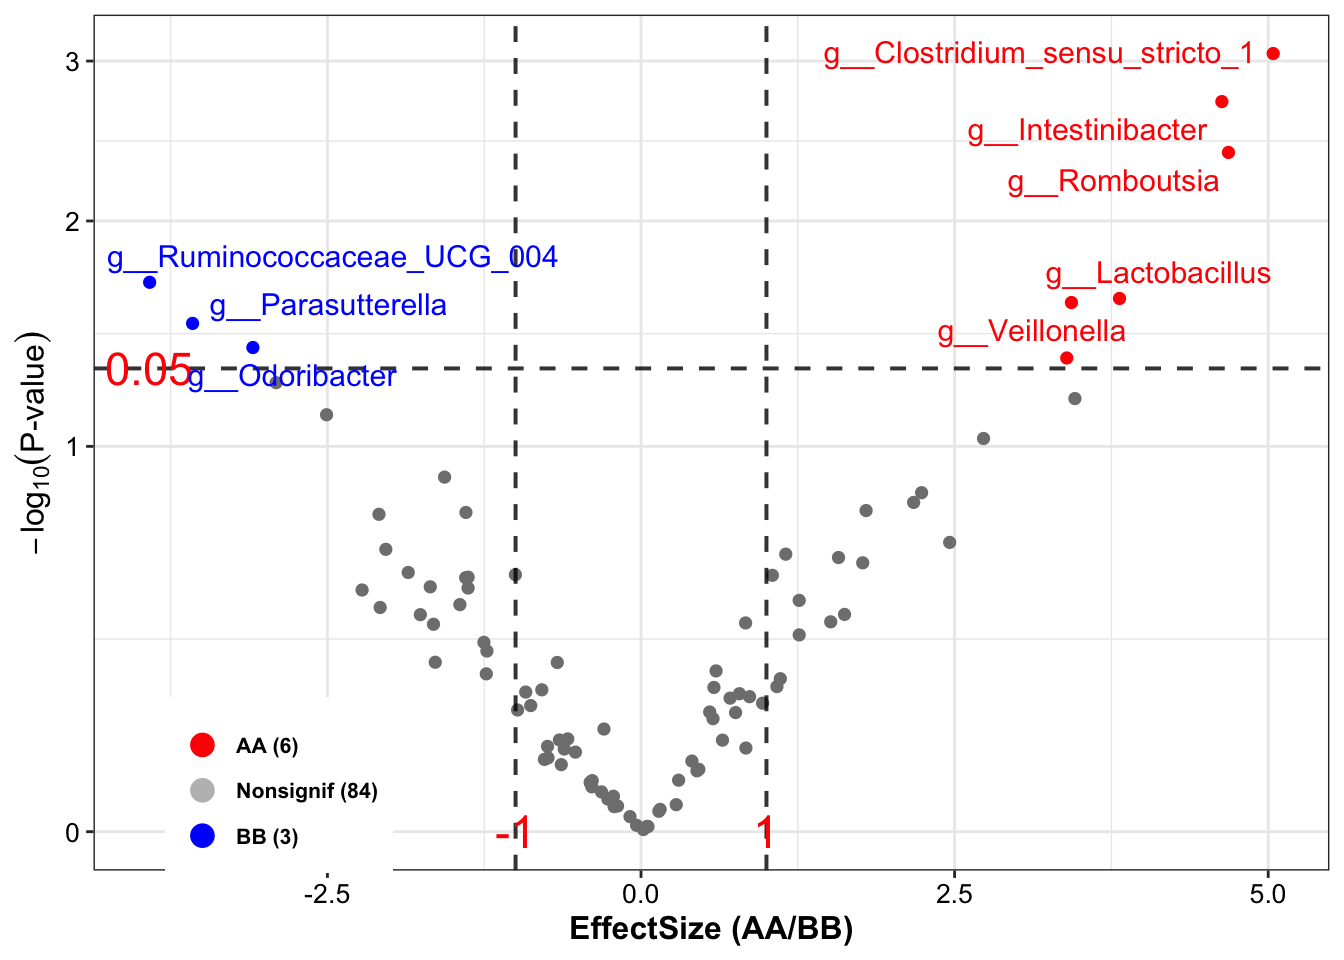 g__Clostridium_sensu_stricto_1
g__Intestinibacter
g__Romboutsia
g__Ruminococcaceae_UCG_004
g__Lactobacillus
g__Parasutterella
g__Veillonella
0.05
g__Odoribacter
3
2
1
0
−log10(P-value)
AA (6)
Nonsignif (84)
BB (3)
-1
1
-2.5
0.0
2.5
5.0
EffectSize (AA/BB)